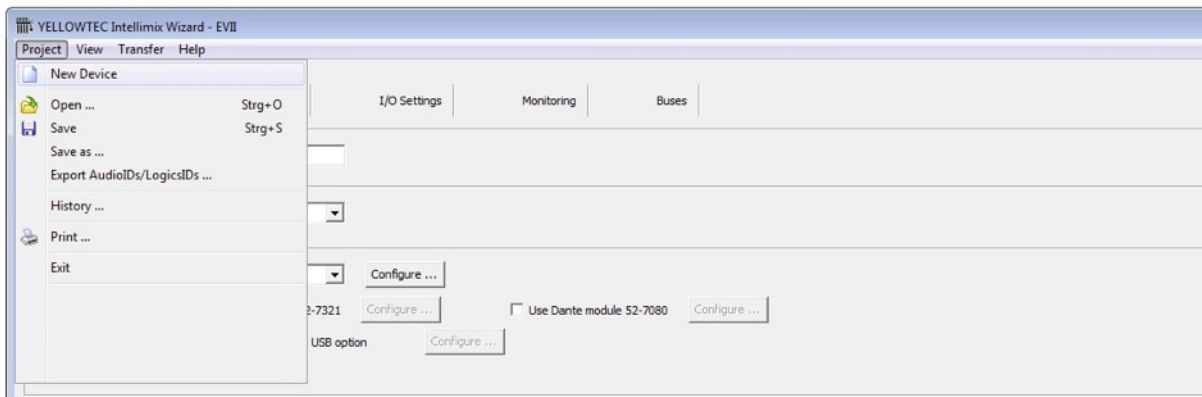 YELLOWTEC Intellimix Wizard - EVII
Project View Transfer Help
New Device
Open ... Strg+O
Save Strg+S
Save as ...
Export AudioIDs/LogicsIDs ...
History ...
Print ...
Exit
I/O Settings Monitoring Buses
Configure ...
2-7321 Configure ... Use Dante module 52-7080 Configure ...
USB option Configure ...